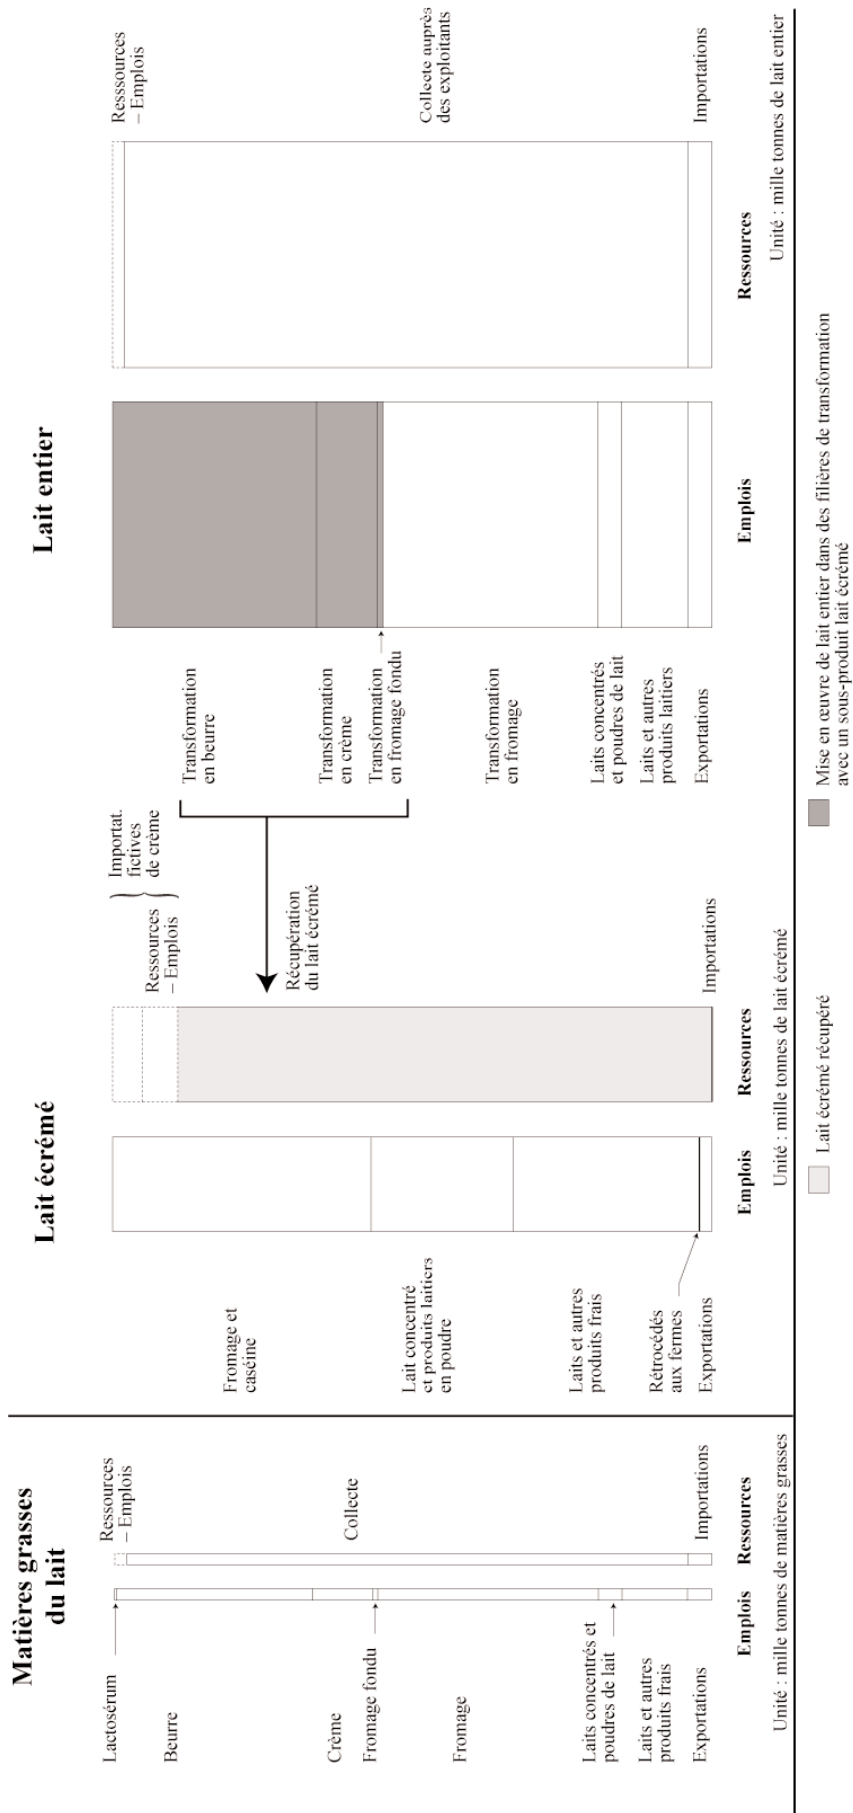 Matières grasses
du lait
Lactosérum
Beurre
Crème
Fromage fondu
Fromage
Laits concentrés et
poudres de lait
Laits et autres
produits frais
Exportations
Emplois
Ressources
Ressources
– Emplois
Collecte
Importations
Unité : mille tonnes de matières grasses
Lait écrémé
Fromage et
caséine
Lait concentré
et produits laitiers
en poudre
Laits et autres
produits frais
Rétrocédés
aux fermes
Exportations
Emplois
Ressources
Importat.
fictives
de crème
Ressources
– Emplois
Récupération
du lait écrémé
Importations
Unité : mille tonnes de lait écrémé
Lait entier
Transformation
en beurre
Transformation
en crème
Transformation
en fromage fondu
Transformation
en fromage
Laits concentrés
et poudres de lait
Laits et autres
produits laitiers
Exportations
Emplois
Ressources
Resssources
– Emplois
Collecte auprès
des exploitants
Importations
Unité : mille tonnes de lait entier
Lait écrémé récupéré
Mise en œuvre de lait entier dans des filières de transformation
avec un sous-produit lait écrémé